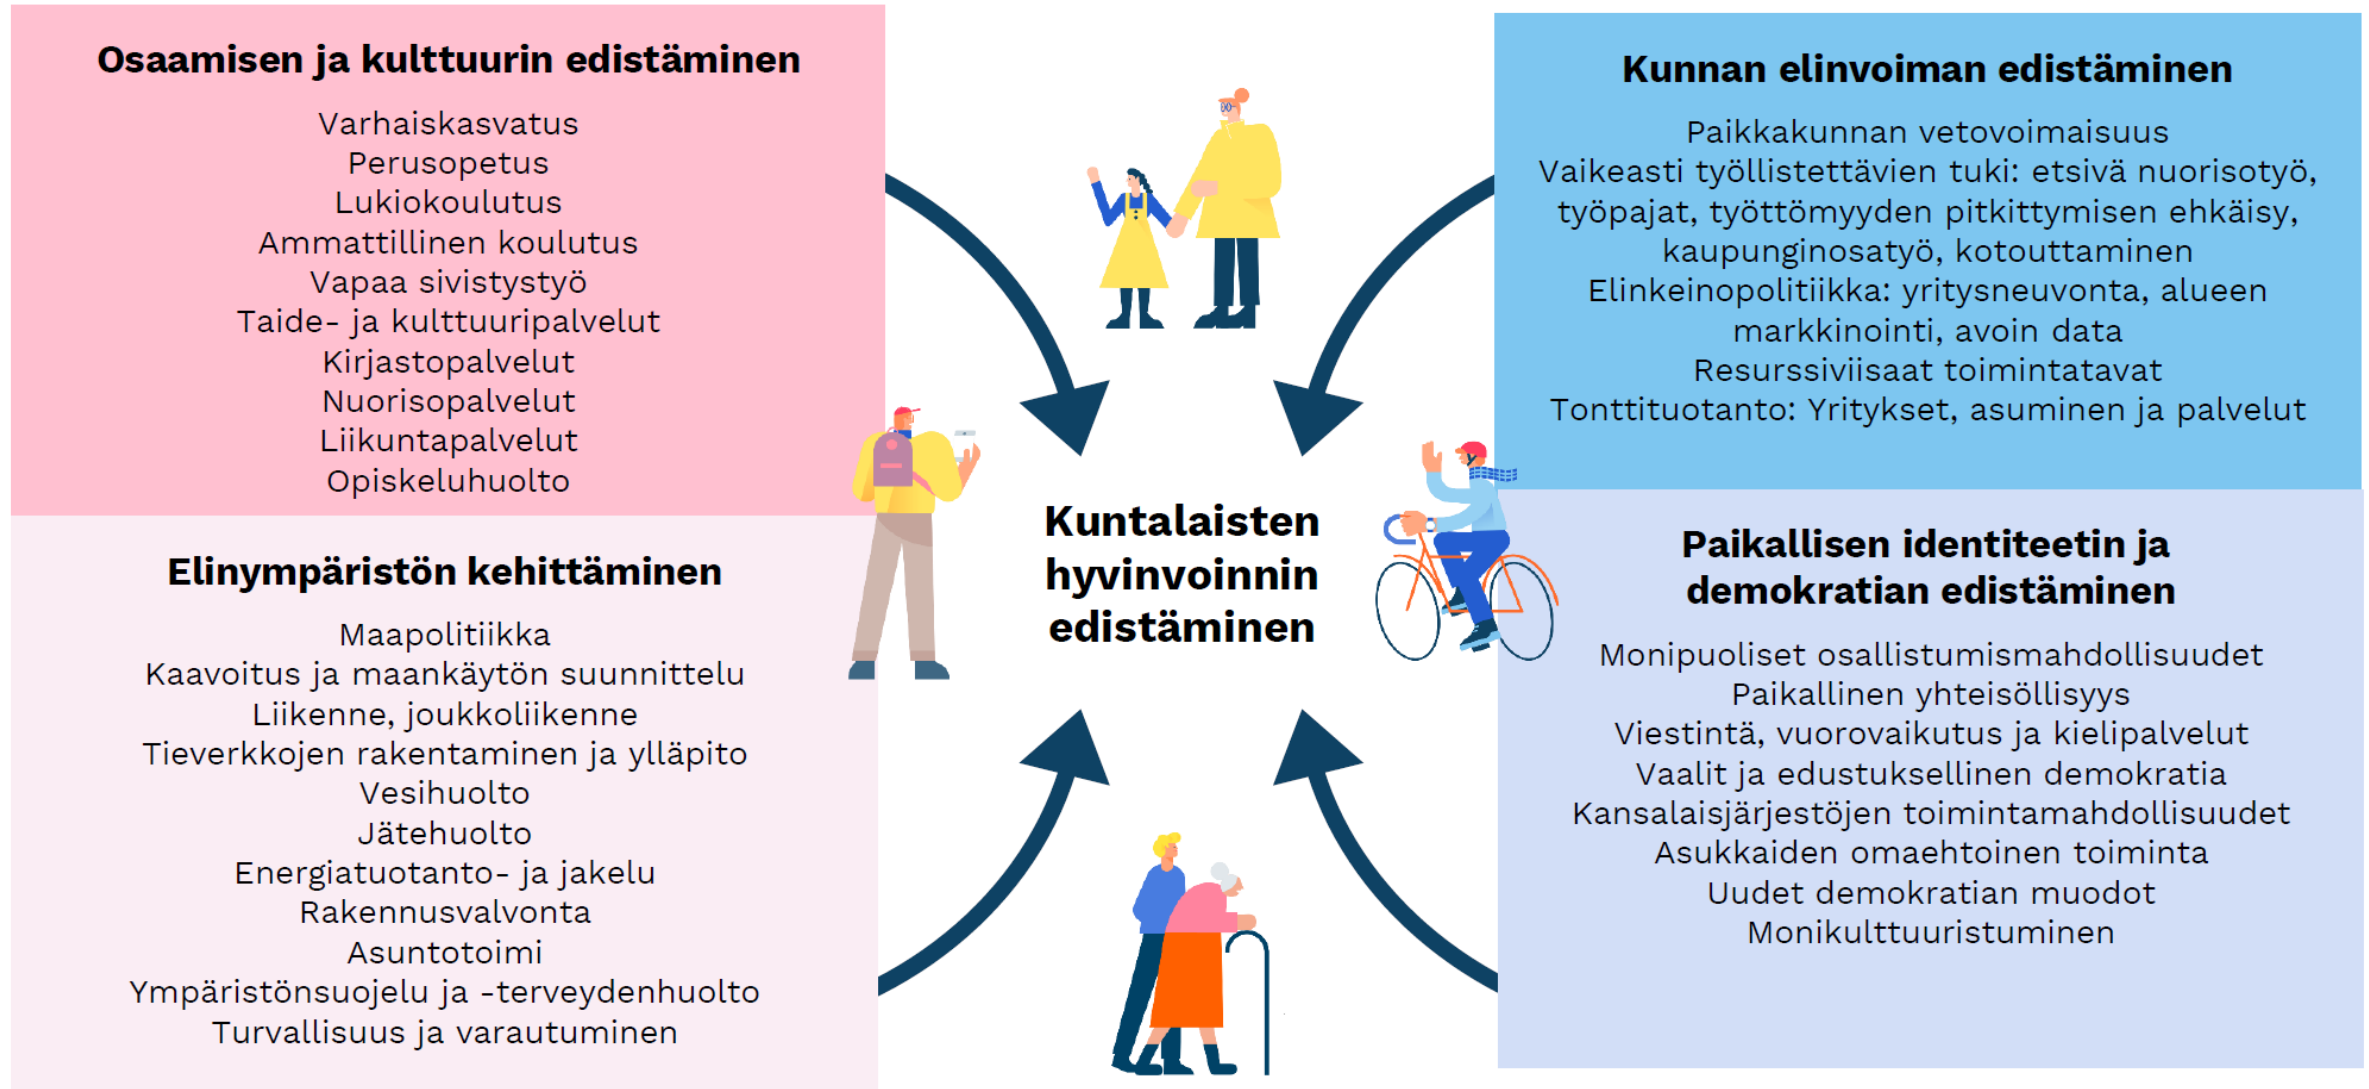 Osaamisen ja kulttuurin edistäminen
Varhaiskasvatus
Perusopetus
Lukiokoulutus
Ammattillinen koulutus
Vapaa sivistystyö
Taide- ja kulttuuripalvelut
Kirjastopalvelut
Nuorisopalvelut
Liikuntapalvelut
Opiskeluhuolto
Elinympäristön kehittäminen
Maapolitiikka
Kaavoitus ja maankäytön suunnittelu
Liikenne, joukkoliikenne
Tieverkkojen rakentaminen ja ylläpito
Vesihuolto
Jätehuolto
Energiatuotanto- ja jakelu
Rakennusvalvonta
Asuntotoimi
Ympäristönsuojelu ja -terveydenhuolto
Turvallisuus ja varautuminen
Kuntalaisten
hyvinvoinnin
edistäminen
Kunnan elinvoiman edistäminen
Paikkakunnan vetovoimaisuus
Vaikeasti työllistettävien tuki: etsivä nuorisotyö,
työpajat, työttömyyden pitkittymisen ehkäisy,
kaupunginosatyö, kotouttaminen
Elinkeinopolitiikka: yritysneuvonta, alueen
markkinointi, avoin data
Resurssiviisaat toimintatavat
Tonttituotanto: Yritykset, asuminen ja palvelut
Paikallisen identiteetin ja
demokratian edistäminen
Monipuoliset osallistumismahdollisuudet
Paikallinen yhteisöllisyys
Viestintä, vuorovaikutus ja kielipalvelut
Vaalit ja edustuksellinen demokratia
Kansalaisjärjestöjen toimintamahdollisuudet
Asukkaiden omaehtoinen toiminta
Uudet demokratian muodot
Monikulttuuristuminen